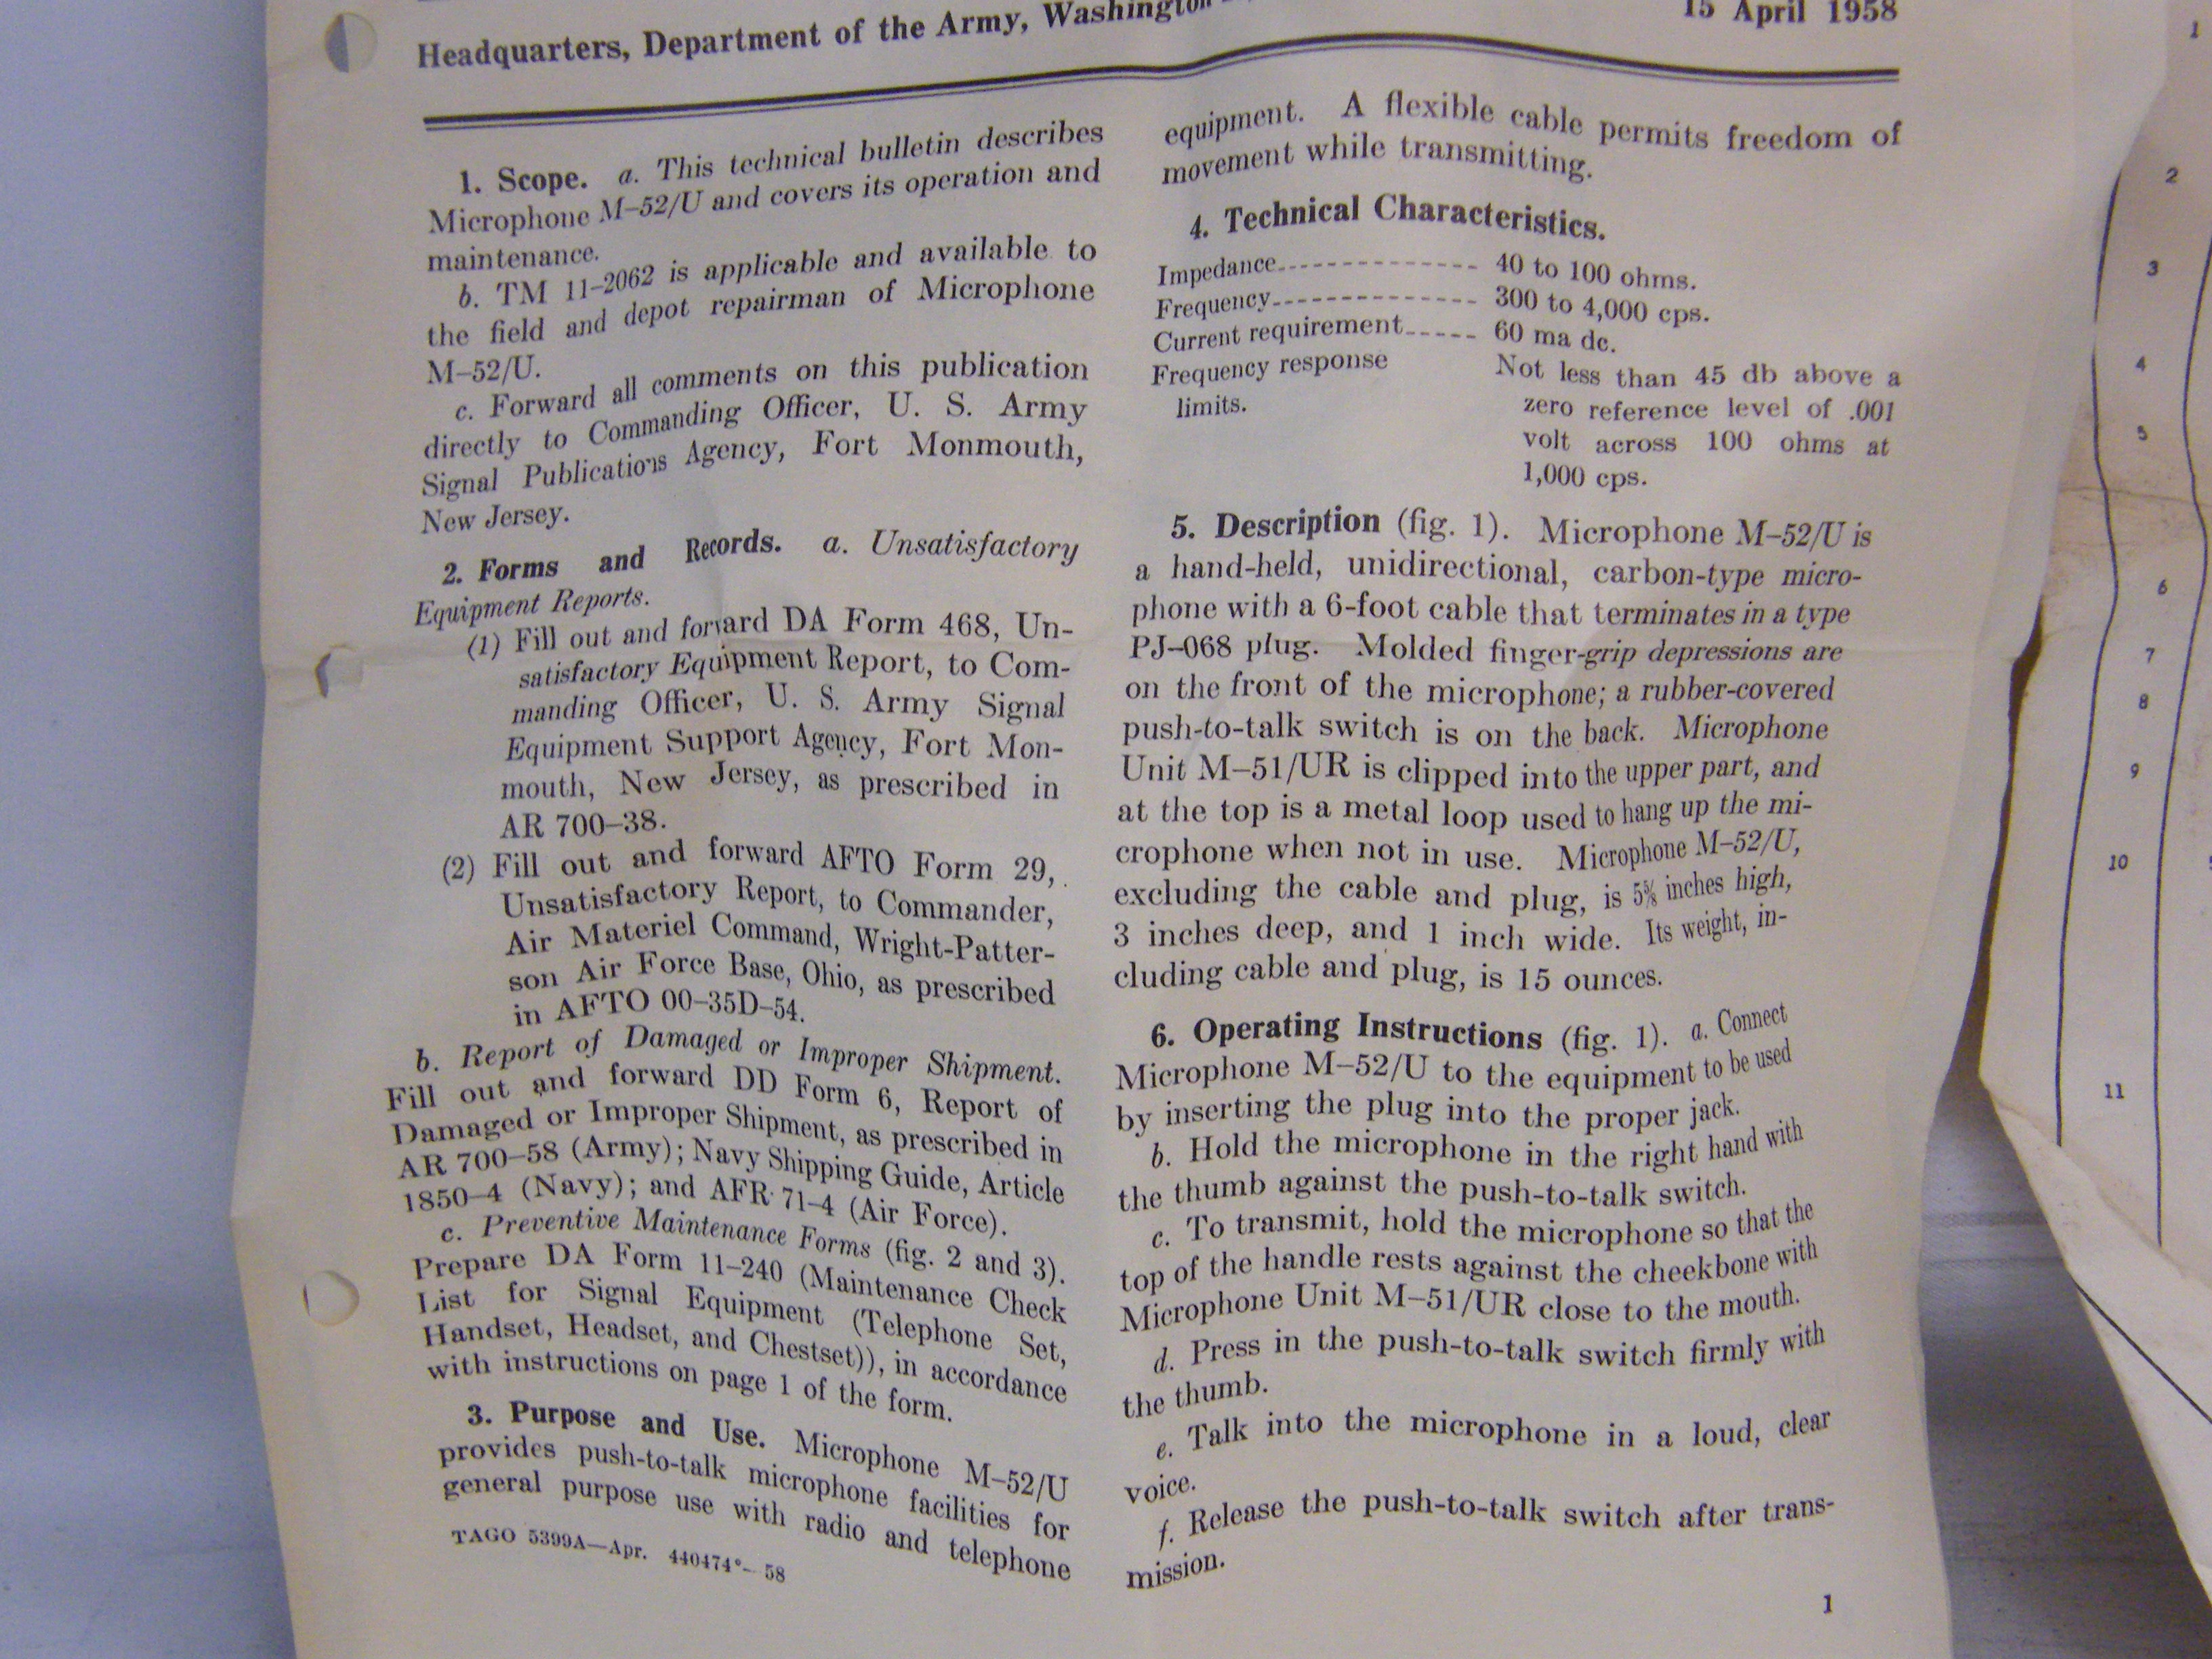 Headquarters, Department of the Army, Washington
15 April 1958
1. Scope. a. This technical bulletin describes
Microphone M–52/U and covers its operation and
maintenance.
b. TM 11–2062 is applicable and available to
the field and depot repairman of Microphone
M–52/U.
c. Forward all comments on this publication
directly to Commanding Officer, U. S. Army
Signal Publications Agency, Fort Monmouth,
New Jersey.
2. Forms and Records. a. Unsatisfactory
Equipment Reports.
(1) Fill out and forward DA Form 468, Un-
satisfactory Equipment Report, to Com-
manding Officer, U. S. Army Signal
Equipment Support Agency, Fort Mon-
mouth, New Jersey, as prescribed in
AR 700–38.
(2) Fill out and forward AFTO Form 29,
Unsatisfactory Report, to Commander,
Air Materiel Command, Wright-Patter-
son Air Force Base, Ohio, as prescribed
in AFTO 00–35D–54.
b. Report of Damaged or Improper Shipment.
Fill out and forward DD Form 6, Report of
Damaged or Improper Shipment, as prescribed in
AR 700–58 (Army); Navy Shipping Guide, Article
1850–4 (Navy); and AFR 71–4 (Air Force).
c. Preventive Maintenance Forms (fig. 2 and 3).
Prepare DA Form 11–240 (Maintenance Check
List for Signal Equipment (Telephone Set,
Handset, Headset, and Chestset)), in accordance
with instructions on page 1 of the form.
3. Purpose and Use. Microphone M–52/U
provides push-to-talk microphone facilities for
general purpose use with radio and telephone
TAGO 5399A—Apr. 440474°– 58
equipment. A flexible cable permits freedom of
movement while transmitting.
4. Technical Characteristics.
Impedance-------------- 40 to 100 ohms.
Frequency-------------- 300 to 4,000 cps.
Current requirement----- 60 ma dc.
Frequency response Not less than 45 db above a
limits. zero reference level of .001
volt across 100 ohms at
1,000 cps.
5. Description (fig. 1). Microphone M–52/U is
a hand-held, unidirectional, carbon-type micro-
phone with a 6-foot cable that terminates in a type
PJ–068 plug. Molded finger-grip depressions are
on the front of the microphone; a rubber-covered
push-to-talk switch is on the back. Microphone
Unit M–51/UR is clipped into the upper part, and
at the top is a metal loop used to hang up the mi-
crophone when not in use. Microphone M–52/U,
excluding the cable and plug, is 5⅝ inches high,
3 inches deep, and 1 inch wide. Its weight, in-
cluding cable and plug, is 15 ounces.
6. Operating Instructions (fig. 1). a. Connect
Microphone M–52/U to the equipment to be used
by inserting the plug into the proper jack.
b. Hold the microphone in the right hand with
the thumb against the push-to-talk switch.
c. To transmit, hold the microphone so that the
top of the handle rests against the cheekbone with
Microphone Unit M–51/UR close to the mouth.
d. Press in the push-to-talk switch firmly with
the thumb.
e. Talk into the microphone in a loud, clear
voice.
f. Release the push-to-talk switch after trans-
mission.
1
1
2
3
4
5
6
7
8
9
10
11